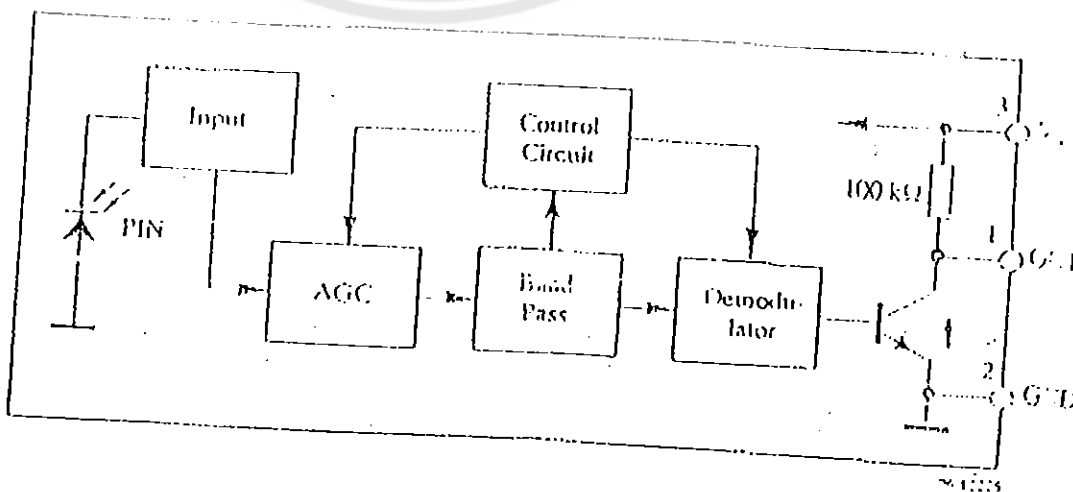 Input
Control
Circuit
3
PIN
100 kΩ
1
AGC
Band
Pass
Demodu-
lator
2